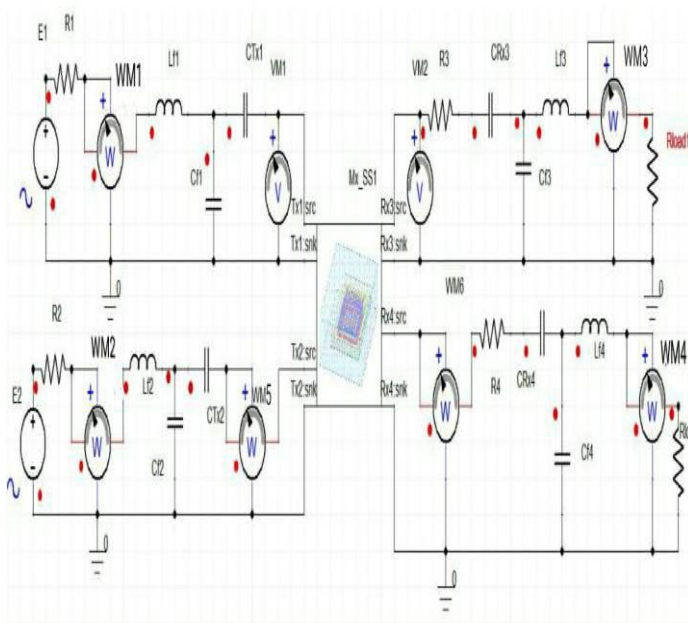 E1
R1
WM1
Lf1
CTx1
VM1
Cf1
W
V
Tx1:src
Tx1:snk
0
Mx_SS1
VM2
R3
CRx3
Lf3
WM3
Rload1
Cf3
V
W
Rx3:src
Rx3:snk
0
R2
E2
WM2
Lf2
CTx2
WM5
Cf2
W
W
Tx2:src
Tx2:snk
0
WM6
Rx4:src
Rx4:snk
R4
CRx4
Lf4
WM4
Cf4
W
W
0